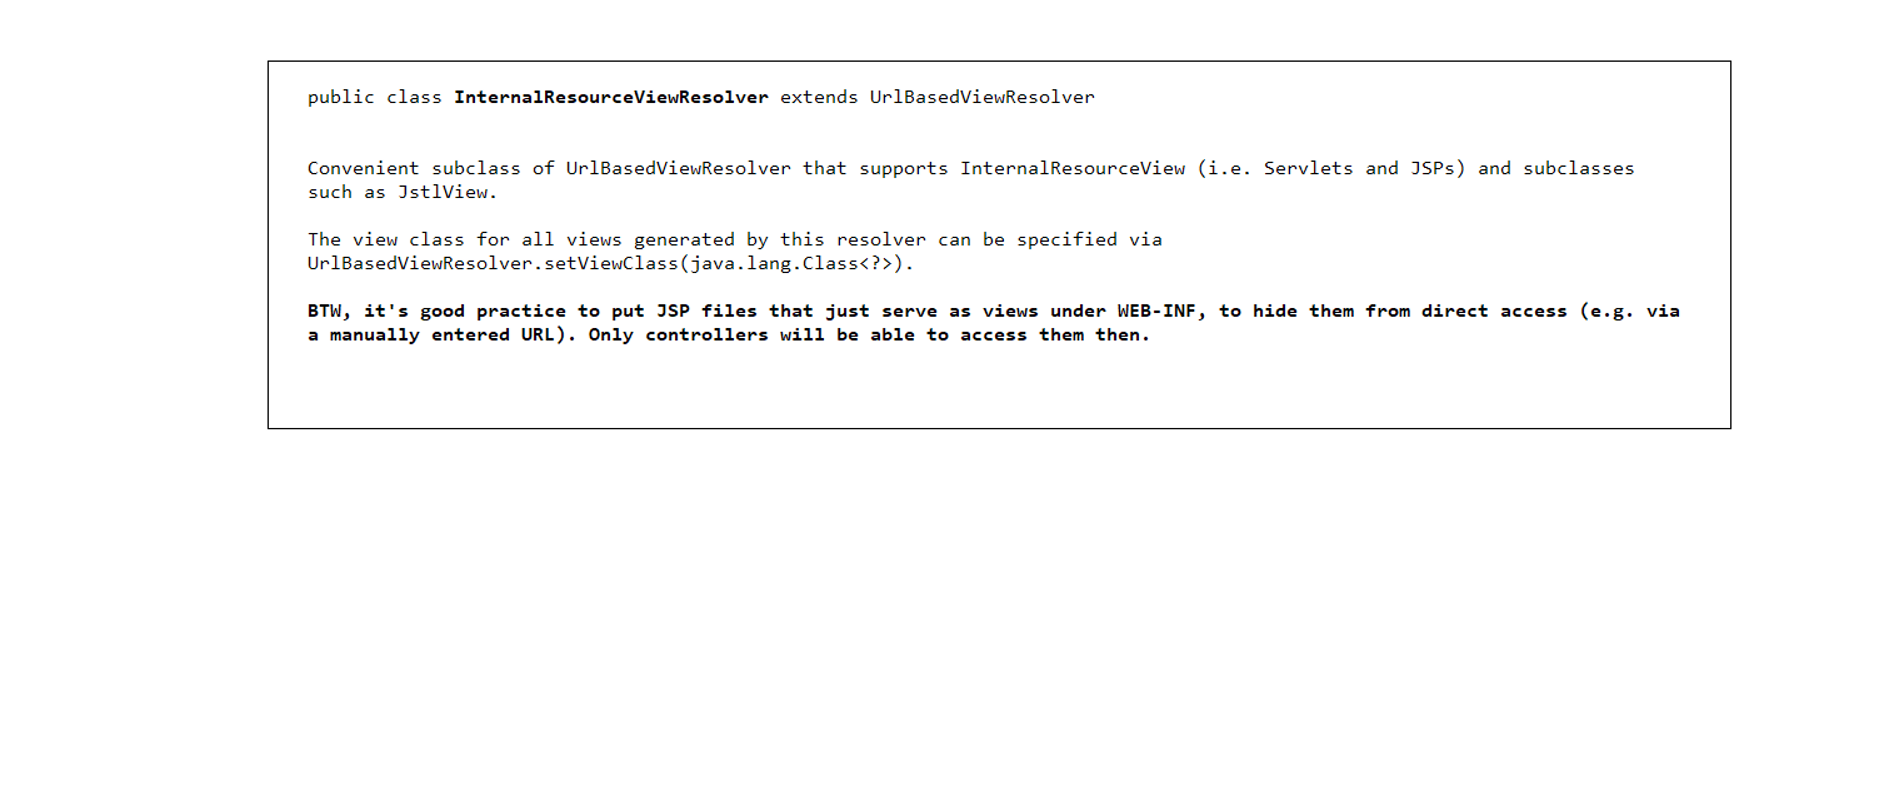 public class InternalResourceViewResolver extends UrlBasedViewResolver
Convenient subclass of UrlBasedViewResolver that supports InternalResourceView (i.e. Servlets and JSPs) and subclasses
such as JstlView.
The view class for all views generated by this resolver can be specified via
UrlBasedViewResolver.setViewClass(java.lang.Class<?>).
BTW, it's good practice to put JSP files that just serve as views under WEB-INF, to hide them from direct access (e.g. via
a manually entered URL). Only controllers will be able to access them then.